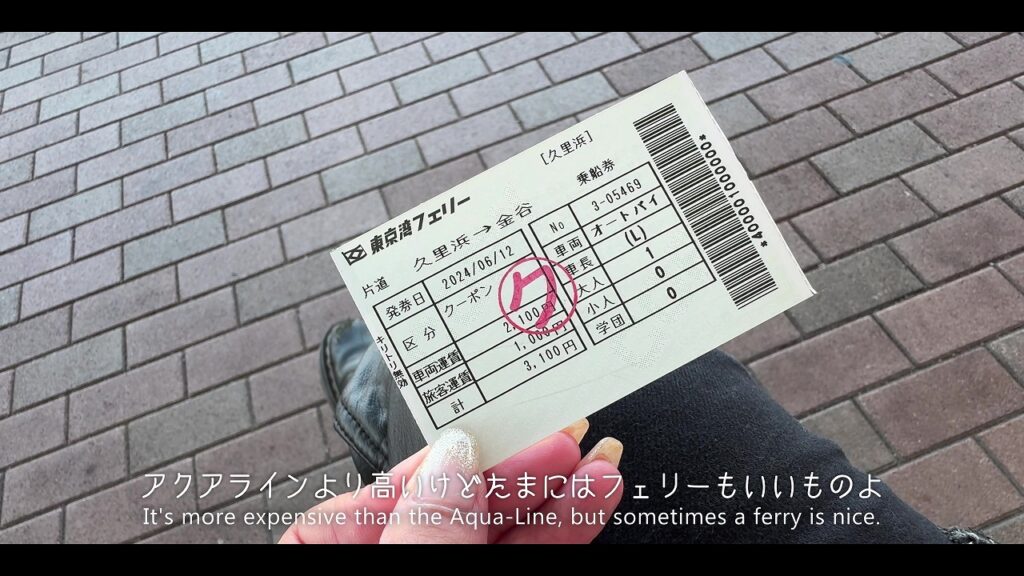 [久里浜]
東京湾フェリー
乗船券
片道
久里浜→金谷
発券日 2024/06/12
区分 クーポン
車両運賃 2,100円
旅客運賃 1,000円
計 3,100円
No 3-05469
車両 オートバイ
車長 (L)
大人 1
小人 0
学団 0
キリトリ無効
ク
アクアラインより高いけどたまにはフェリーもいいものよ
It's more expensive than the Aqua-Line, but sometimes a ferry is nice.